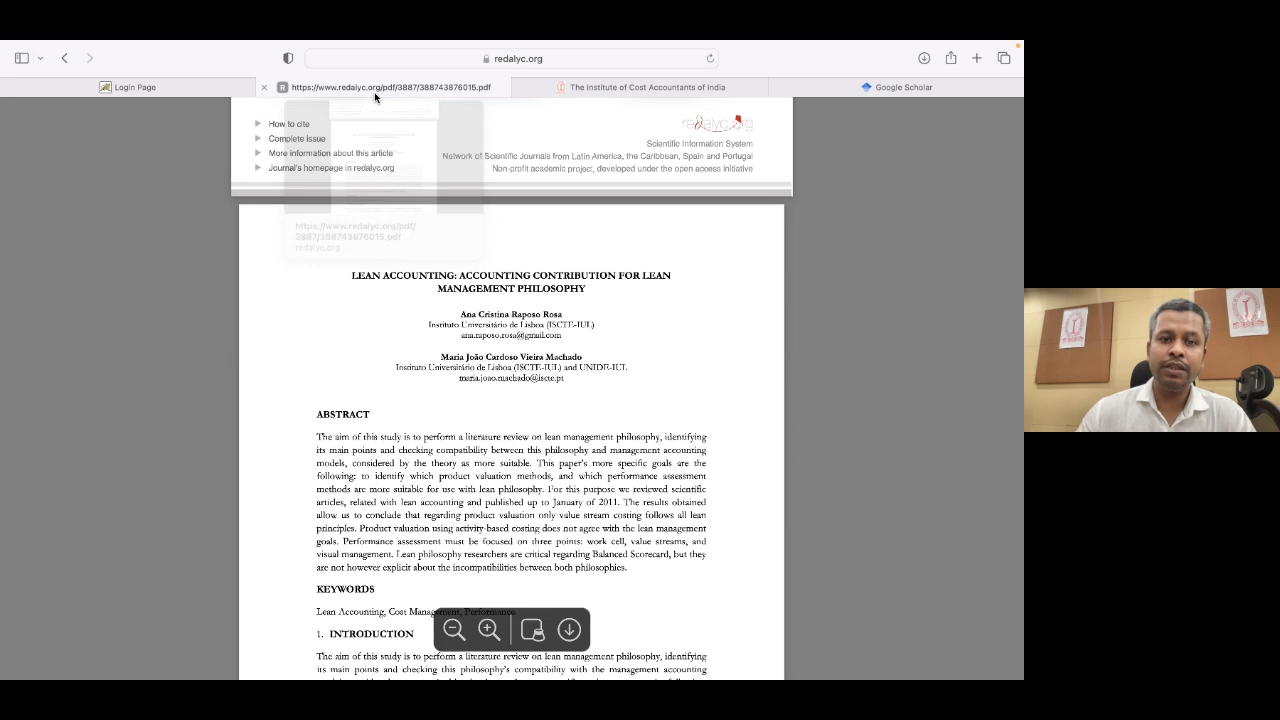 redalyc.org
Login Page
https://www.redalyc.org/pdf/3887/388743876015.pdf
The Institute of Cost Accountants of India
Google Scholar
How to cite
Complete issue
More information about this article
Journal's homepage in redalyc.org
redalyc.org
Scientific Information System
Network of Scientific Journals from Latin America, the Caribbean, Spain and Portugal
Non-profit academic project, developed under the open access initiative
https://www.redalyc.org/pdf/
3887/388743876015.pdf
redalyc.org
LEAN ACCOUNTING: ACCOUNTING CONTRIBUTION FOR LEAN
MANAGEMENT PHILOSOPHY
Ana Cristina Raposo Rosa
Instituto Universitário de Lisboa (ISCTE-IUL)
ana.raposo.rosa@gmail.com
Maria João Cardoso Vieira Machado
Instituto Universitário de Lisboa (ISCTE-IUL) and UNIDE-IUL
maria.joao.machado@iscte.pt
ABSTRACT
The aim of this study is to perform a literature review on lean management philosophy, identifying
its main points and checking compatibility between this philosophy and management accounting
models, considered by the theory as more suitable. This paper's more specific goals are the
following: to identify which product valuation methods, and which performance assessment
methods are more suitable for use with lean philosophy. For this purpose we reviewed scientific
articles, related with lean accounting and published up to January of 2011. The results obtained
allow us to conclude that regarding product valuation only value stream costing follows all lean
principles. Product valuation using activity-based costing does not agree with the lean management
goals. Performance assessment must be focused on three points: work cell, value streams, and
visual management. Lean philosophy researchers are critical regarding Balanced Scorecard, but they
are not however explicit about the incompatibilities between both philosophies.
KEYWORDS
Lean Accounting, Cost Management, Performance.
1. INTRODUCTION
The aim of this study is to perform a literature review on lean management philosophy, identifying
its main points and checking this philosophy's compatibility with the management accounting